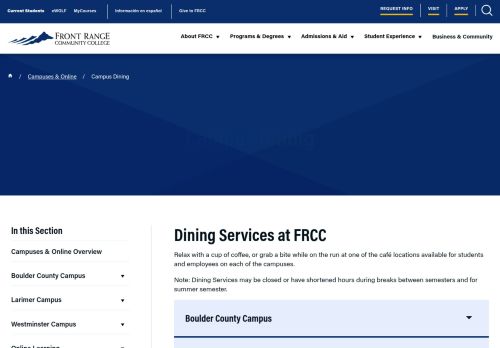 Current Students eWOLF MyCourses Información en español Give to FRCC REQUEST INFO VISIT APPLY
FRONT RANGE
COMMUNITY COLLEGE
About FRCC Programs & Degrees Admissions & Aid Student Experience Business & Community
/ Campuses & Online / Campus Dining
Campus Dining
In this Section
Campuses & Online Overview
Boulder County Campus
Larimer Campus
Westminster Campus
Online Learning
Dining Services at FRCC
Relax with a cup of coffee, or grab a bite while on the run at one of the café locations available for students
and employees on each of the campuses.
Note: Dining Services may be closed or have shortened hours during breaks between semesters and for
summer semester.
Boulder County Campus